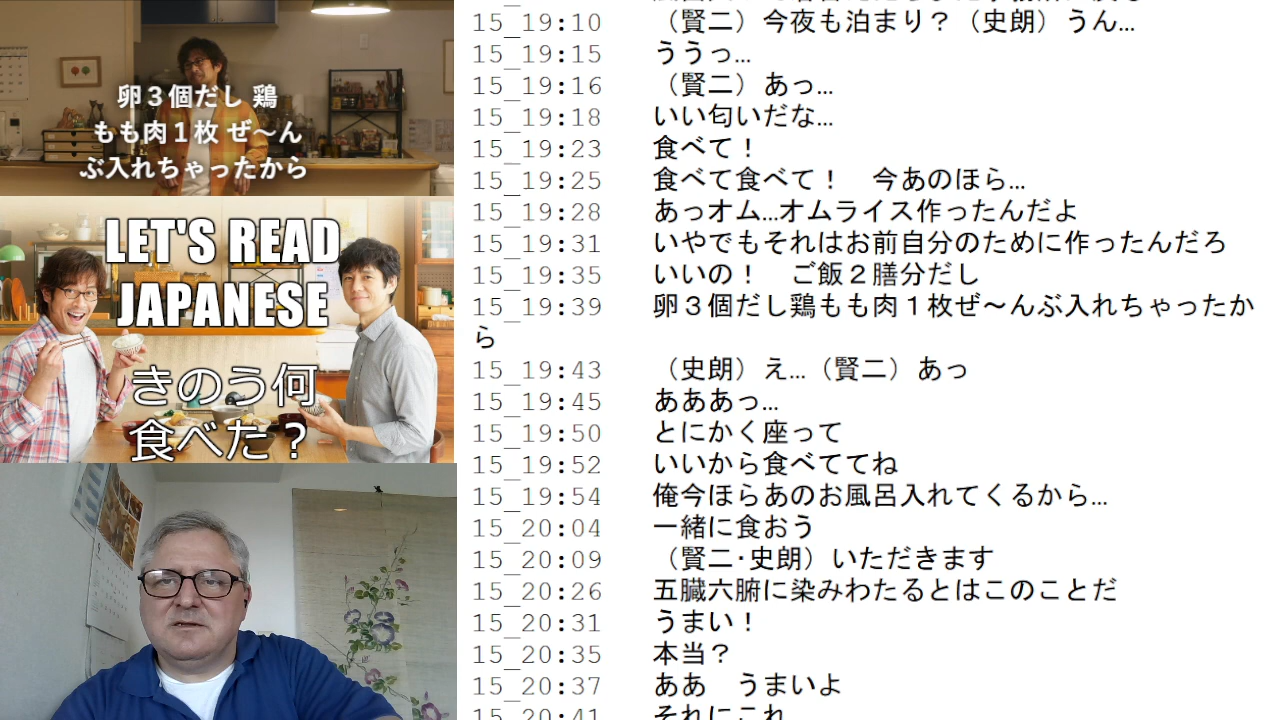 卵３個だし 鶏
もも肉１枚 ぜ～ん
ぶ入れちゃったから
LET'S READ
JAPANESE
きのう何
食べた？
15_19:10 （賢二）今夜も泊まり？（史朗）うん…
15_19:15 ううっ…
15_19:16 （賢二）あっ…
15_19:18 いい匂いだな…
15_19:23 食べて！
15_19:25 食べて食べて！　今あのほら…
15_19:28 あっオム…オムライス作ったんだよ
15_19:31 いやでもそれはお前自分のために作ったんだろ
15_19:35 いいの！　ご飯２膳分だし
15_19:39 卵３個だし鶏もも肉１枚ぜ～んぶ入れちゃったか
ら
15_19:43 （史朗）え…（賢二）あっ
15_19:45 あああっ…
15_19:50 とにかく座って
15_19:52 いいから食べててね
15_19:54 俺今ほらあのお風呂入れてくるから…
15_20:04 一緒に食おう
15_20:09 （賢二･史朗）いただきます
15_20:26 五臓六腑に染みわたるとはこのことだ
15_20:31 うまい！
15_20:35 本当？
15_20:37 ああ　うまいよ
15_20:41 それにこれ